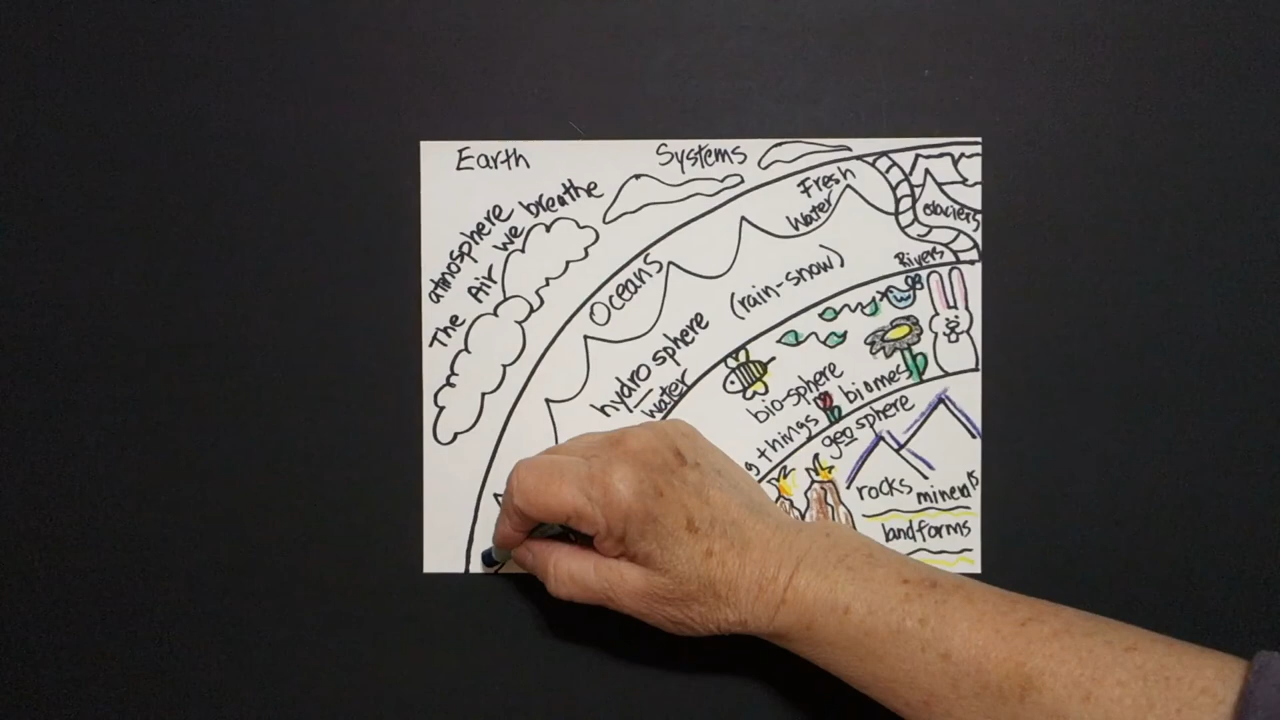 Earth Systems
atmosphere
The Air we breathe
Oceans
Fresh
Water
Glaciers
Rivers
hydrosphere
water
(rain-snow)
bio-sphere
things
biomes
geosphere
rocks minerals
landforms